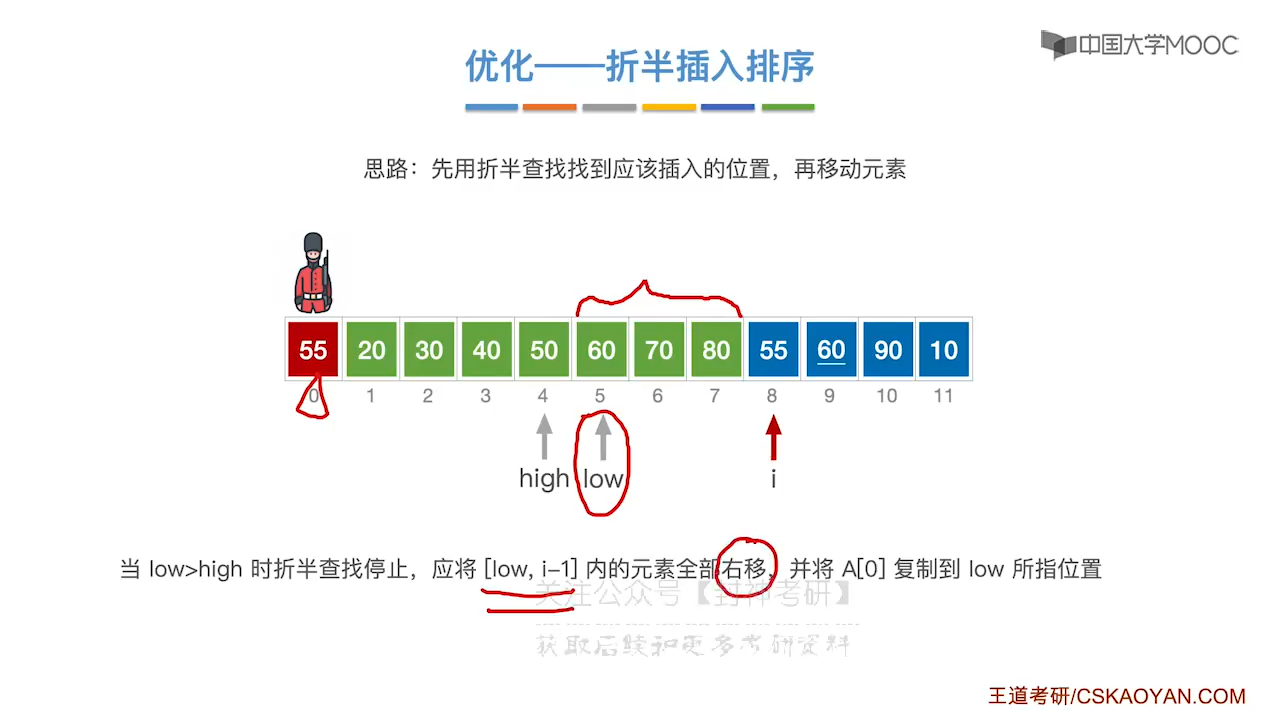 中国大学MOOC
优化——折半插入排序
思路：先用折半查找找到应该插入的位置，再移动元素
55 20 30 40 50 60 70 80 55 60 90 10
0 1 2 3 4 5 6 7 8 9 10 11
high low i
当 low>high 时折半查找停止，应将 [low, i-1] 内的元素全部右移，并将 A[0] 复制到 low 所指位置
关注公众号【封神考研】
获取后续和更多考研资料
王道考研/CSKAOYAN.COM